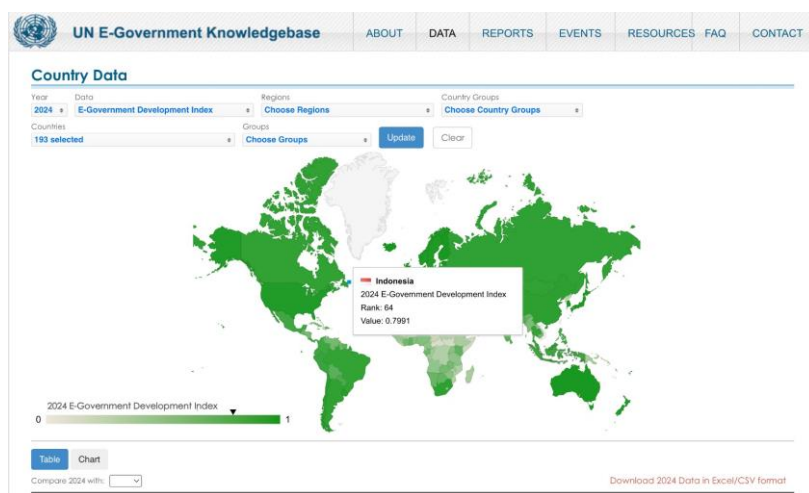 UN E-Government Knowledgebase
ABOUT DATA REPORTS EVENTS RESOURCES FAQ CONTACT
Country Data
Year Data Regions Country Groups
2024 E-Government Development Index Choose Regions Choose Country Groups
Countries Groups
193 selected Choose Groups Update Clear
Indonesia
2024 E-Government Development Index
Rank: 64
Value: 0.7991
2024 E-Government Development Index
0 1
Table Chart
Compare 2024 with:
Download 2024 Data in Excel/CSV format